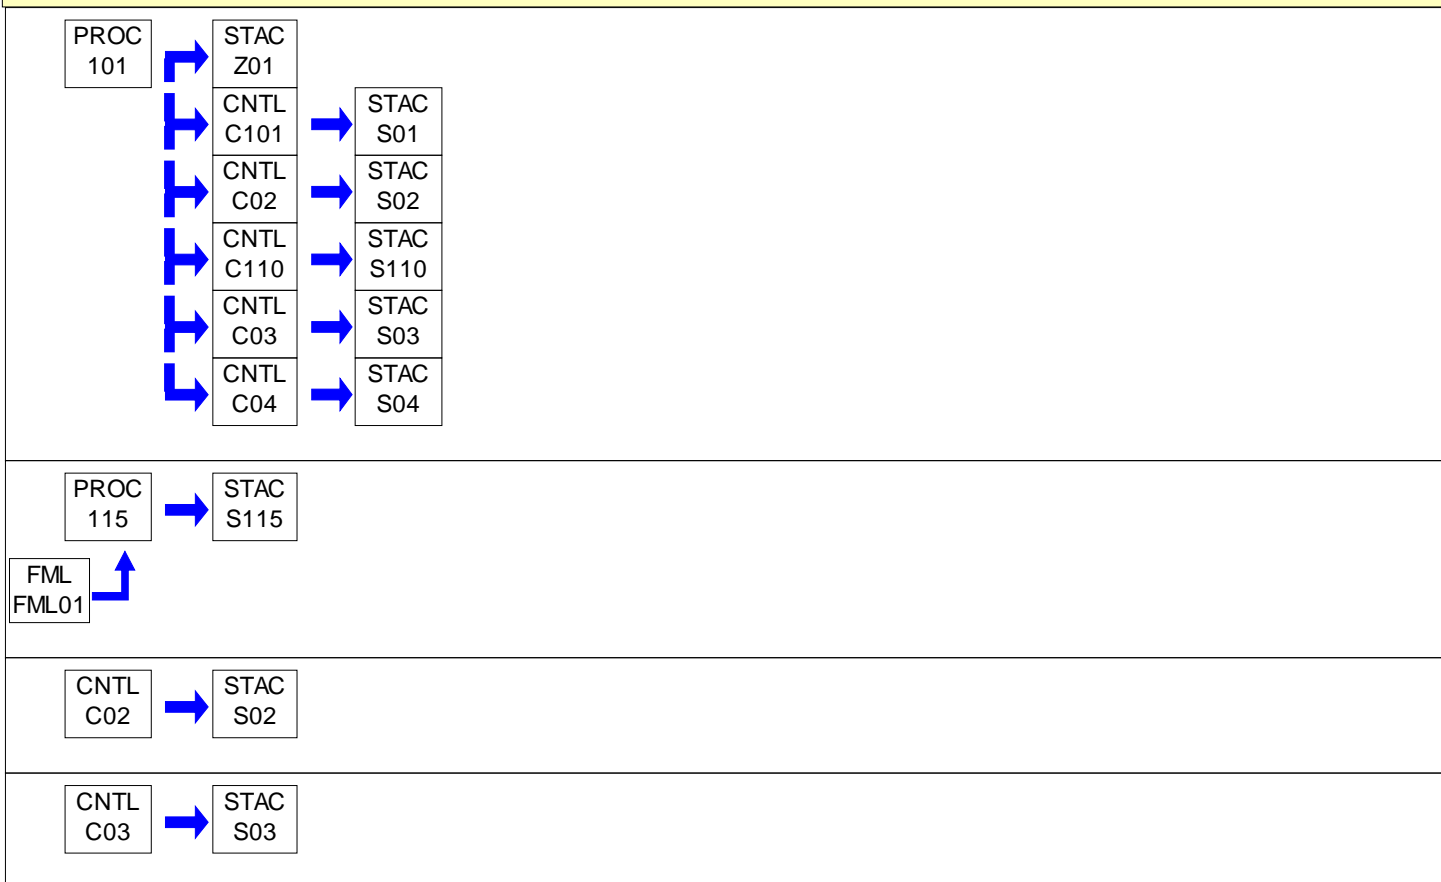 PROC
101
STAC
Z01
CNTL
C101
STAC
S01
CNTL
C02
STAC
S02
CNTL
C110
STAC
S110
CNTL
C03
STAC
S03
CNTL
C04
STAC
S04
PROC
115
STAC
S115
FML
FML01
CNTL
C02
STAC
S02
CNTL
C03
STAC
S03